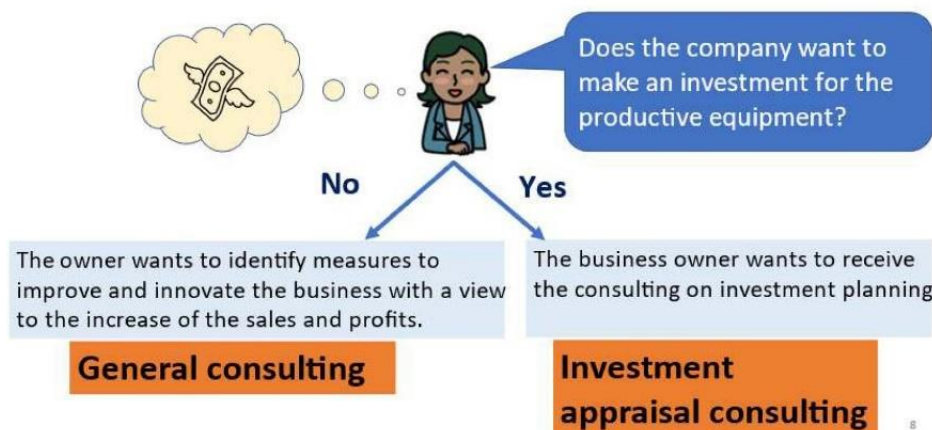 Does the company want to
make an investment for the
productive equipment?
No
Yes
The owner wants to identify measures to
improve and innovate the business with a view
to the increase of the sales and profits.
General consulting
The business owner wants to receive
the consulting on investment planning
Investment
appraisal consulting
8